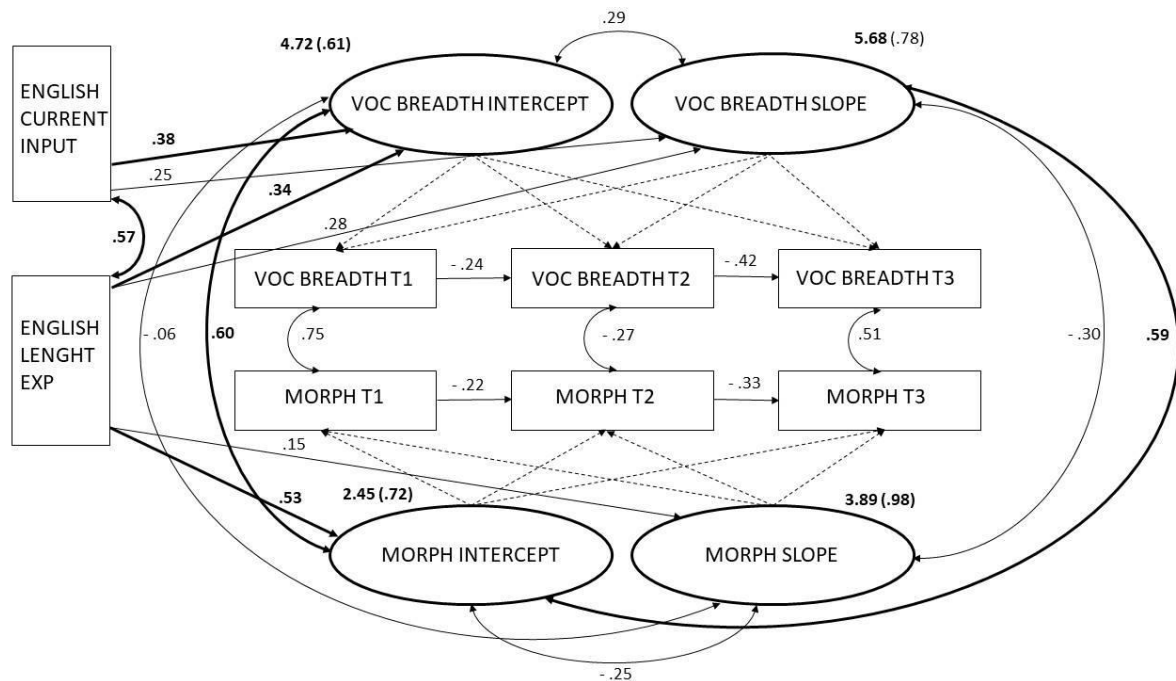 .29
4.72 (.61)
5.68 (.78)
ENGLISH
CURRENT
INPUT
VOC BREADTH INTERCEPT
VOC BREADTH SLOPE
.38
.25
.34
.28
.57
VOC BREADTH T1
- .24
VOC BREADTH T2
- .42
VOC BREADTH T3
ENGLISH
LENGHT
EXP
- .06
.60
.75
- .27
.51
- .30
.59
MORPH T1
- .22
MORPH T2
- .33
MORPH T3
.15
.53
2.45 (.72)
3.89 (.98)
MORPH INTERCEPT
MORPH SLOPE
- .25